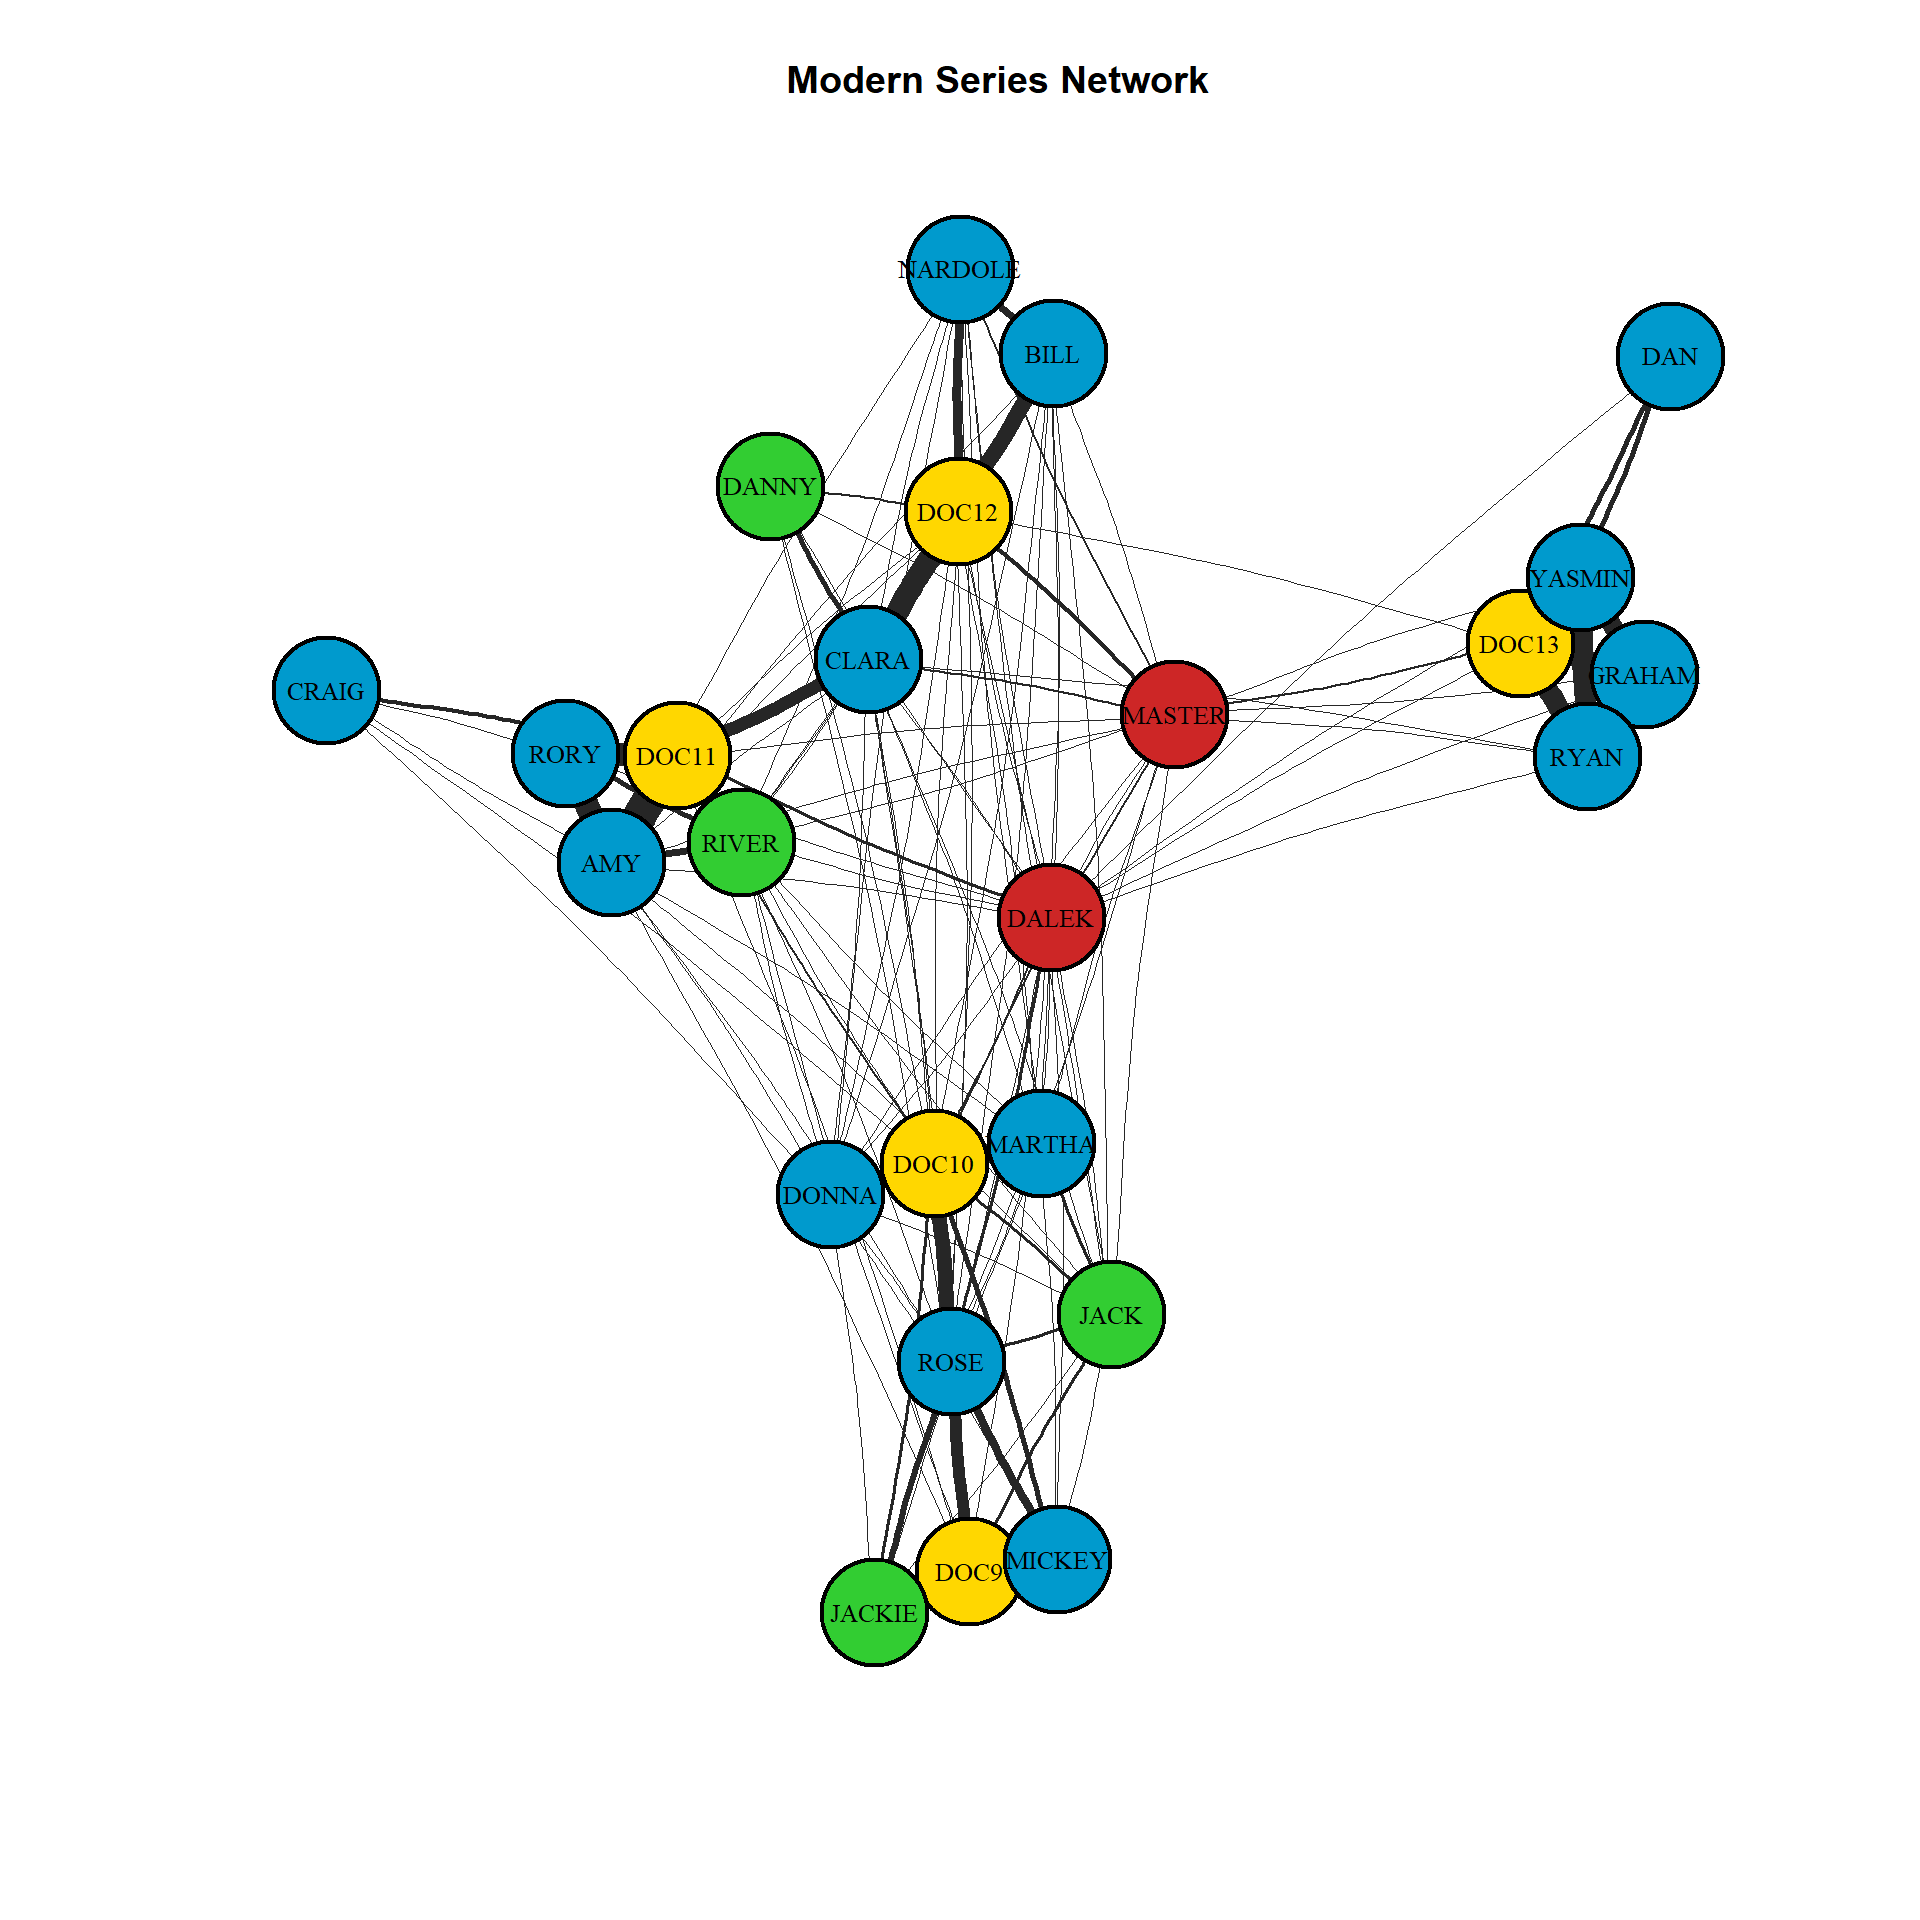 Modern Series Network
NARDOLE
BILL
DAN
DANNY
DOC12
YASMIN
DOC13
CLARA
GRAHAM
CRAIG
MASTER
RORY
DOC11
RYAN
RIVER
AMY
DALEK
MARTHA
DOC10
DONNA
JACK
ROSE
MICKEY
DOC9
JACKIE